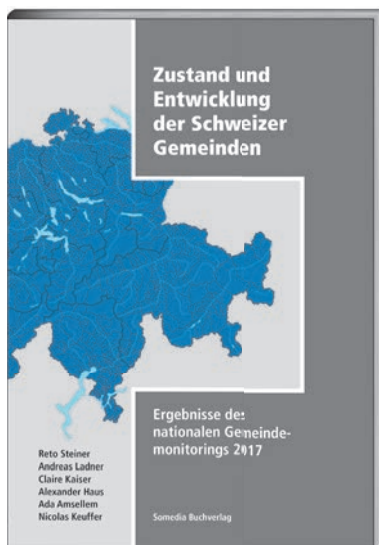 Zustand und
Entwicklung
der Schweizer
Gemeinden
Ergebnisse des
nationalen Gemeinde-
monitorings 2017
Reto Steiner
Andreas Ladner
Claire Kaiser
Alexander Haus
Ada Amsellem
Nicolas Keuffer
Somedia Buchverlag